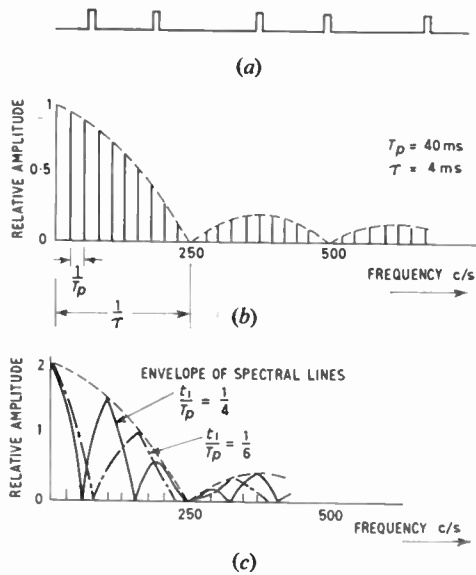 (a)
RELATIVE AMPLITUDE
1
0·5
0
Tp = 40 ms
τ = 4 ms
250
500
1/Tp
FREQUENCY c/s
1/τ
(b)
RELATIVE AMPLITUDE
2
1
0
ENVELOPE OF SPECTRAL LINES
t1/Tp = 1/4
t1/Tp = 1/6
250
500
FREQUENCY c/s
(c)